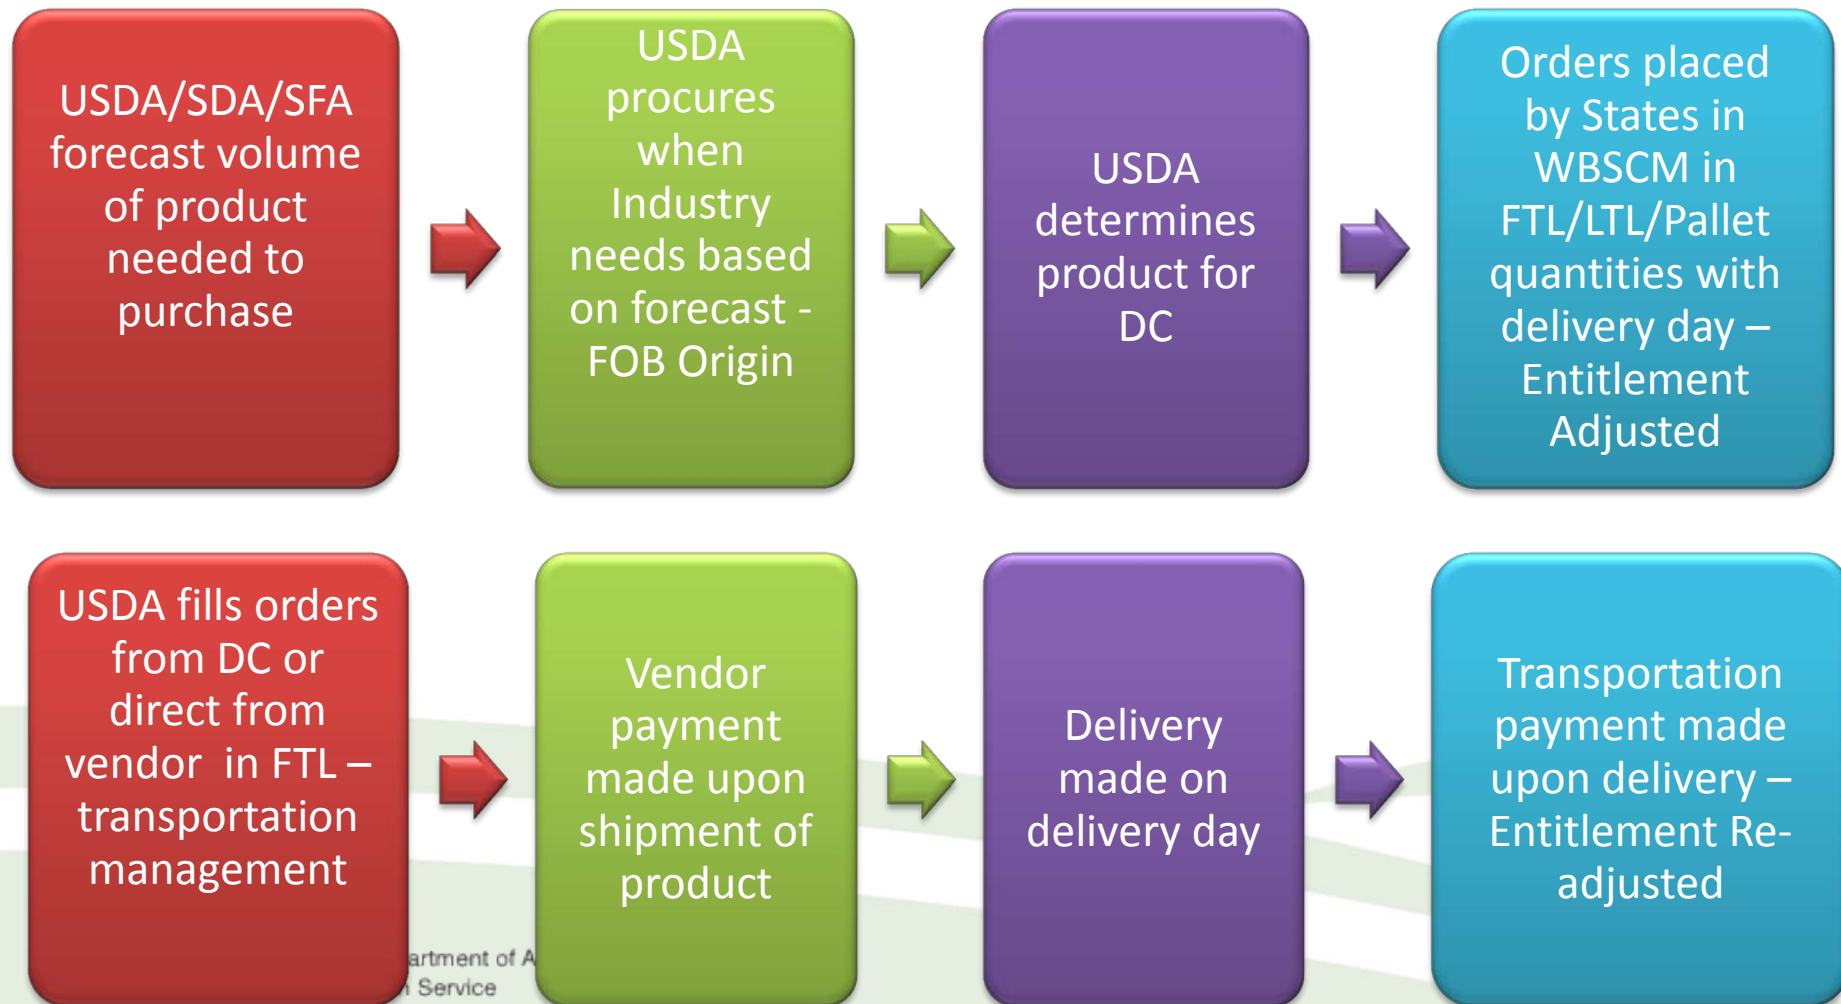 USDA/SDA/SFA
forecast volume
of product
needed to
purchase
USDA
procures
when
Industry
needs based
on forecast -
FOB Origin
USDA
determines
product for
DC
Orders placed
by States in
WBSCM in
FTL/LTL/Pallet
quantities with
delivery day –
Entitlement
Adjusted
USDA fills orders
from DC or
direct from
vendor in FTL –
transportation
management
Vendor
payment
made upon
shipment of
product
Delivery
made on
delivery day
Transportation
payment made
upon delivery –
Entitlement Re-
adjusted
artment of A
Service